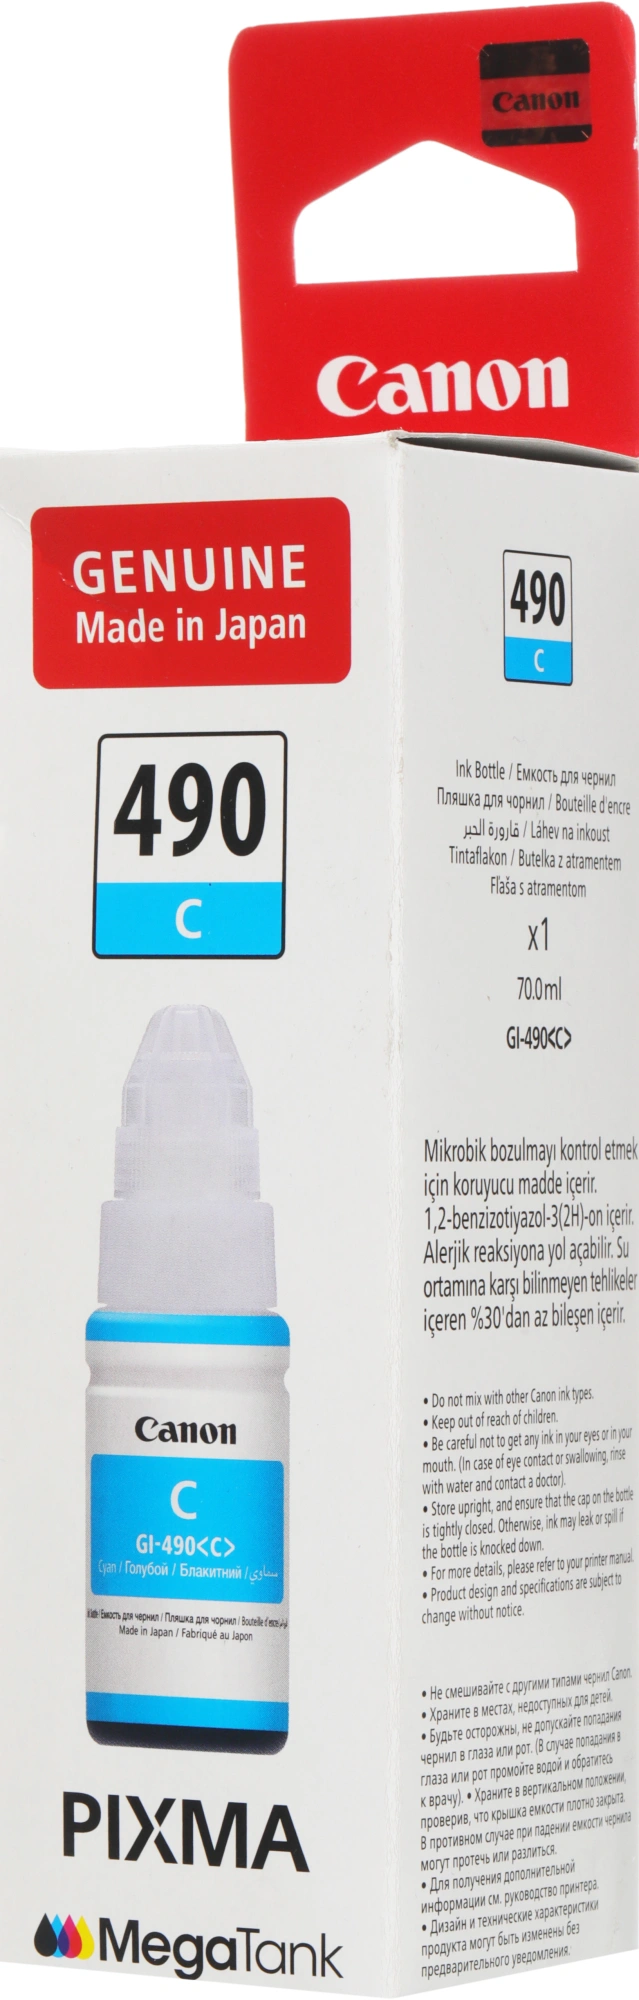 Canon
Canon
GENUINE
Made in Japan
490
C
Canon
C
GI-490<C>
Cyan / Голубой / Блакитний / سماوي
Емкость для чернил / Пляшка для чорнил / Bouteille d'encre
Made in Japan / Fabriqué au Japon
PIXMA
MegaTank
490
C
Ink Bottle / Емкость для чернил
Пляшка для чорнил / Bouteille d'encre
قارورة الحبر / Láhev na inkoust
Tintaflakon / Butelka z atramentem
Fľaša s atramentom
x1
70.0ml
GI-490<C>
Mikrobik bozulmayı kontrol etmek
için koruyucu madde içerir.
1,2-benzizotiyazol-3(2H)-on içerir.
Alerjik reaksiyona yol açabilir. Su
ortamına karşı bilinmeyen tehlikeler
içeren %30'dan az bileşen içerir.
• Do not mix with other Canon ink types.
• Keep out of reach of children.
• Be careful not to get any ink in your eyes or in your
mouth. (In case of eye contact or swallowing, rinse
with water and contact a doctor).
• Store upright, and ensure that the cap on the bottle
is tightly closed. Otherwise, ink may leak or spill if
the bottle is knocked down.
• For more details, please refer to your printer manual.
• Product design and specifications are subject to
change without notice.
• Не смешивайте с другими типами чернил Canon.
• Храните в местах, недоступных для детей.
• Будьте осторожны, не допускайте попадания
чернил в глаза или рот. (В случае попадания в
глаза или рот промойте водой и обратитесь
к врачу). • Храните в вертикальном положении,
проверив, что крышка емкости плотно закрыта.
В противном случае при падении емкости чернила
могут протечь или разлиться.
• Для получения дополнительной
информации см. руководство принтера.
• Дизайн и технические характеристики
продукта могут быть изменены без
предварительного уведомления.